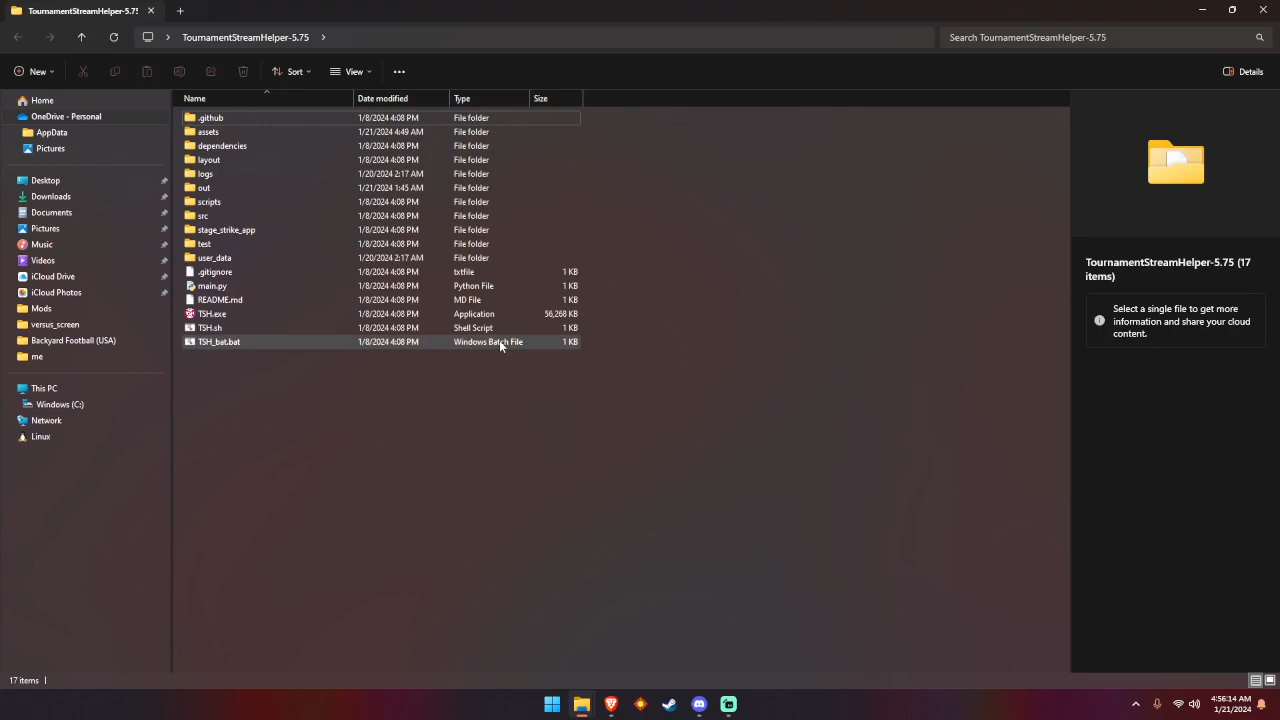 TournamentStreamHelper-5.75
TournamentStreamHelper-5.75
Search TournamentStreamHelper-5.75
New
Sort
View
Details
Name Date modified Type Size
.github 1/8/2024 4:08 PM File folder
assets 1/21/2024 4:49 AM File folder
dependencies 1/8/2024 4:08 PM File folder
layout 1/8/2024 4:08 PM File folder
logs 1/20/2024 2:17 AM File folder
out 1/21/2024 1:45 AM File folder
scripts 1/8/2024 4:08 PM File folder
src 1/8/2024 4:08 PM File folder
stage_strike_app 1/8/2024 4:08 PM File folder
test 1/8/2024 4:08 PM File folder
user_data 1/20/2024 2:17 AM File folder
.gitignore 1/8/2024 4:08 PM txtfile 1 KB
main.py 1/8/2024 4:08 PM Python File 1 KB
README.md 1/8/2024 4:08 PM MD File 1 KB
TSH.exe 1/8/2024 4:08 PM Application 56,268 KB
TSH.sh 1/8/2024 4:08 PM Shell Script 1 KB
TSH_bat.bat 1/8/2024 4:08 PM Windows Batch File 1 KB
Home
OneDrive - Personal
AppData
Pictures
Desktop
Downloads
Documents
Pictures
Music
Videos
iCloud Drive
iCloud Photos
Mods
versus_screen
Backyard Football (USA)
me
This PC
Windows (C:)
Network
Linux
TournamentStreamHelper-5.75 (17
items)
Select a single file to get more
information and share your cloud
content.
17 items
4:56:14 AM
1/21/2024